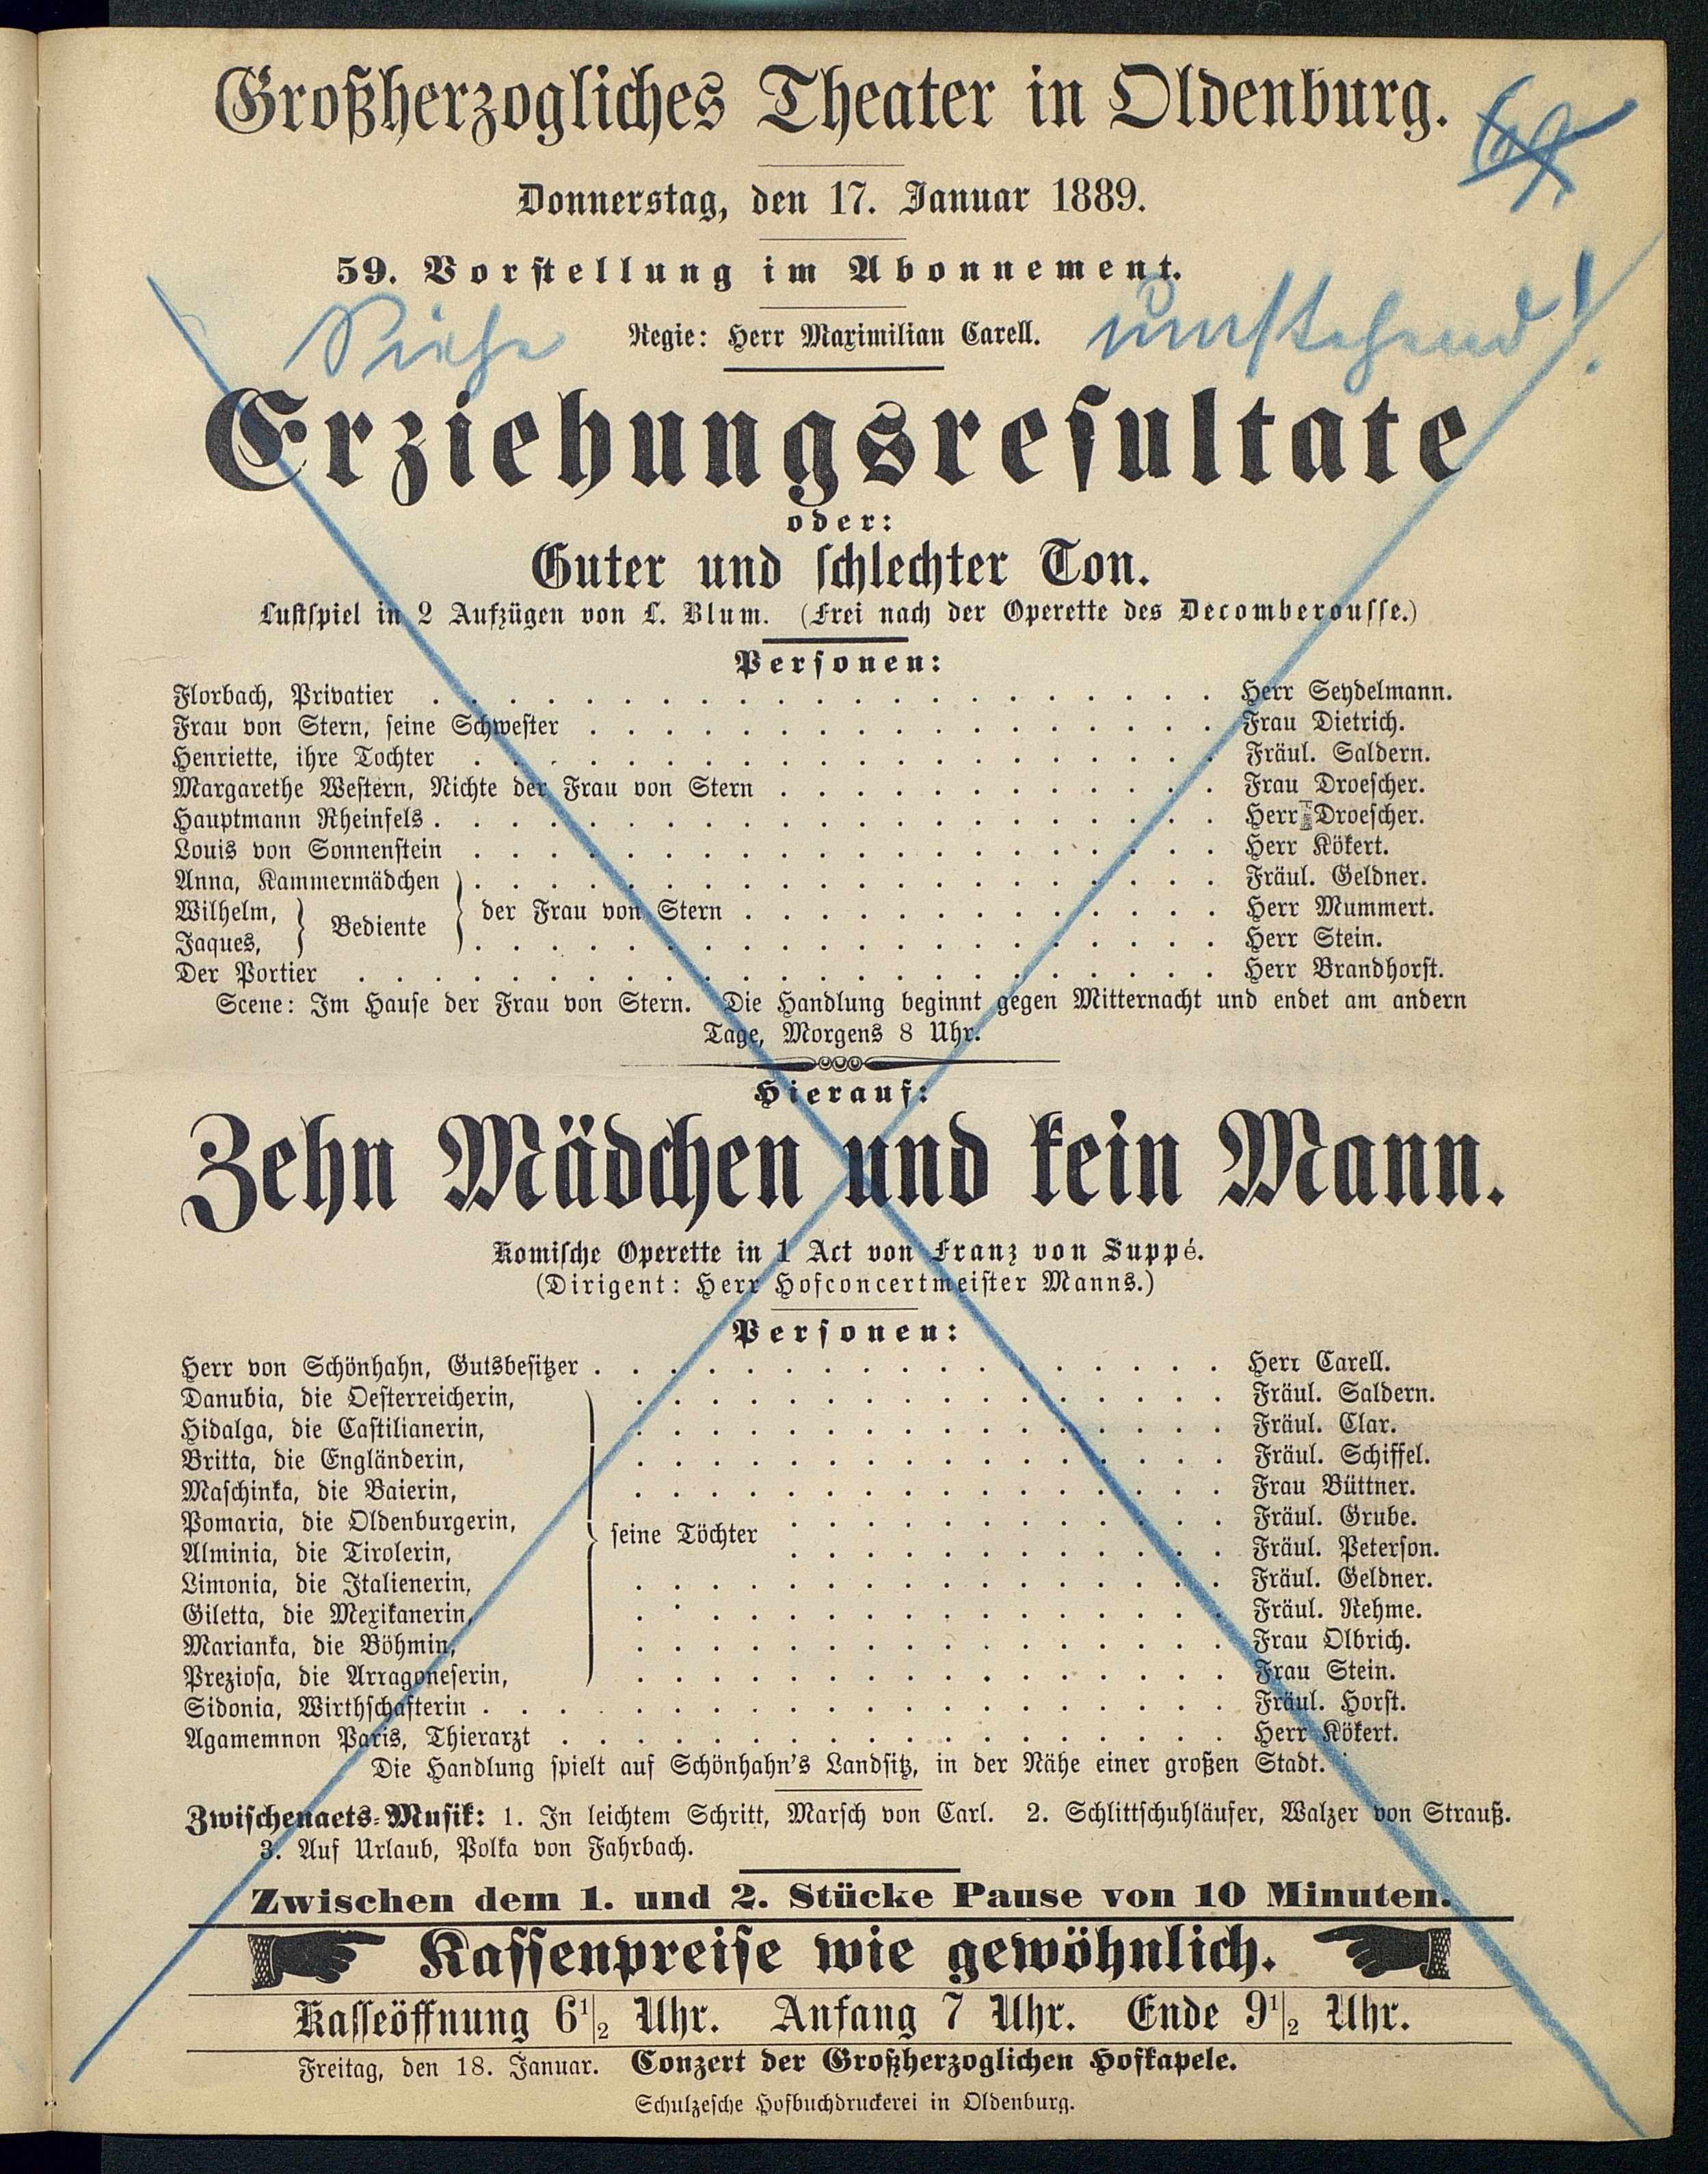 Großherzogliches Theater in Oldenburg.
Donnerstag, den 17. Januar 1889.
59. Vorstellung im Abonnement.
Siehe umstehend!
Regie: Herr Maximilian Carell.
Erziehungsresultate
oder:
Guter und schlechter Ton.
Lustspiel in 2 Aufzügen von L. Blum. (Frei nach der Operette des Decomberousse.)
Personen:
Florbach, Privatier . . . Herr Seydelmann.
Frau von Stern, seine Schwester . . . Frau Dietrich.
Henriette, ihre Tochter . . . Fräul. Saldern.
Margarethe Western, Nichte der Frau von Stern . . . Frau Droescher.
Hauptmann Rheinfels . . . Herr Droescher.
Louis von Sonnenstein . . . Herr Kökert.
Anna, Kammermädchen . . . Fräul. Geldner.
Wilhelm, } Bediente } der Frau von Stern . . . Herr Mummert.
Jaques, . . . Herr Stein.
Der Portier . . . Herr Brandhorst.
Scene: Im Hause der Frau von Stern. Die Handlung beginnt gegen Mitternacht und endet am andern
Tage, Morgens 8 Uhr.
Hierauf:
Zehn Mädchen und kein Mann.
Komische Operette in 1 Act von Franz von Suppé.
(Dirigent: Herr Hofconcertmeister Manns.)
Personen:
Herr von Schönhahn, Gutsbesitzer . . . Herr Carell.
Danubia, die Oesterreicherin, . . . Fräul. Saldern.
Hidalga, die Castilianerin, . . . Fräul. Clar.
Britta, die Engländerin, . . . Fräul. Schiffel.
Maschinka, die Baierin, . . . Frau Büttner.
Pomaria, die Oldenburgerin, . . . Fräul. Grube.
} seine Töchter
Alminia, die Tirolerin, . . . Fräul. Peterson.
Limonia, die Italienerin, . . . Fräul. Geldner.
Giletta, die Mexikanerin, . . . Fräul. Rehme.
Marianka, die Böhmin, . . . Frau Olbrich.
Preziosa, die Arragoneserin, . . . Frau Stein.
Sidonia, Wirthschafterin . . . Fräul. Horst.
Agamemnon Paris, Thierarzt . . . Herr Kökert.
Die Handlung spielt auf Schönhahn's Landsitz, in der Nähe einer großen Stadt.
Zwischenacts-Musik: 1. In leichtem Schritt, Marsch von Carl. 2. Schlittschuhläufer, Walzer von Strauß.
3. Auf Urlaub, Polka von Fahrbach.
Zwischen dem 1. und 2. Stücke Pause von 10 Minuten.
Kassenpreise wie gewöhnlich.
Kasseöffnung 6 1/2 Uhr. Anfang 7 Uhr. Ende 9 1/2 Uhr.
Freitag, den 18. Januar. Conzert der Großherzoglichen Hofkapele.
Schulzesche Hofbuchdruckerei in Oldenburg.